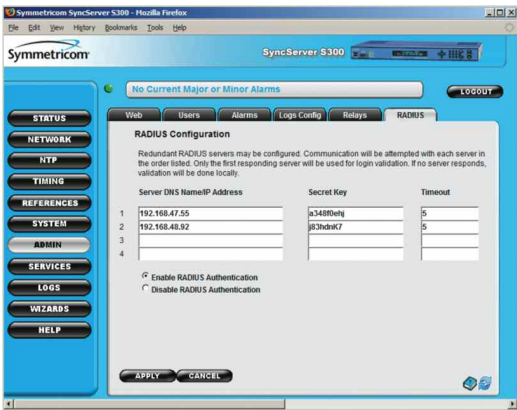 Symmetricom SyncServer S300 - Mozilla Firefox
File Edit View History Bookmarks Tools Help
Symmetricom
SyncServer S300
No Current Major or Minor Alarms
LOGOUT
STATUS
NETWORK
NTP
TIMING
REFERENCES
SYSTEM
ADMIN
SERVICES
LOGS
WIZARDS
HELP
Web Users Alarms Logs Config Relays RADIUS
RADIUS Configuration
Redundant RADIUS servers may be configured. Communication will be attempted with each server in
the order listed. Only the first responding server will be used for login validation. If no server responds,
validation will be done locally.
Server DNS Name/IP Address Secret Key Timeout
1 192.168.47.55 a348f0ehj 5
2 192.168.48.92 j83hdnK7 5
3
4
Enable RADIUS Authentication
Disable RADIUS Authentication
APPLY CANCEL